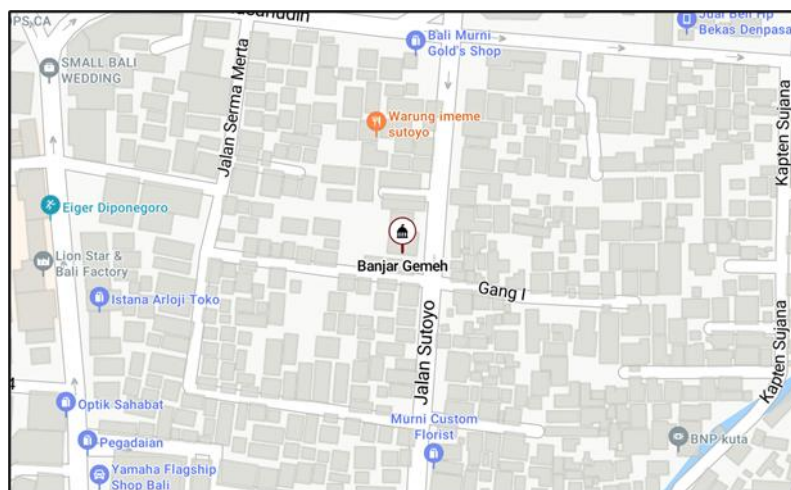 PS.CA
SMALL BALI
WEDDING
Jalan Serma Merta
Bali Murni
Gold's Shop
Jual Beli Hp
Bekas Denpasa
Warung imeme
sutoyo
Kapten Sujana
Eiger Diponegoro
Lion Star &
Bali Factory
Banjar Gemeh
Istana Arloji Toko
Gang I
Jalan Sutoyo
Kapten Sujana
4
Optik Sahabat
Murni Custom
Florist
Pegadaian
BNP kuta
Yamaha Flagship
Shop Bali